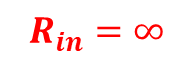 R_in = ∞